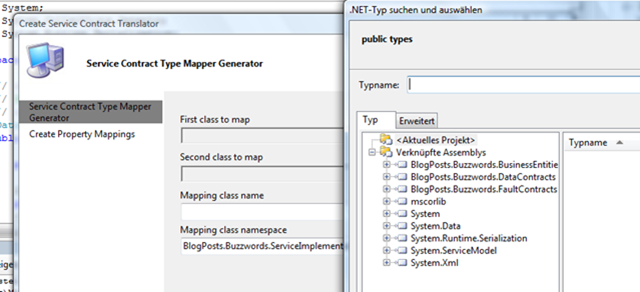 System;
Create Service Contract Translator
Service Contract Type Mapper Generator
Service Contract Type Mapper
Generator
Create Property Mappings
First class to map
Second class to map
Mapping class name
Mapping class namespace
BlogPosts.Buzzwords.ServiceImplement
.NET-Typ suchen und auswählen
public types
Typname:
Typ
Erweitert
<Aktuelles Projekt>
Verknüpfte Assemblys
BlogPosts.Buzzwords.BusinessEntitie
BlogPosts.Buzzwords.DataContracts
BlogPosts.Buzzwords.FaultContracts
mscorlib
System
System.Data
System.Runtime.Serialization
System.ServiceModel
System.Xml
Typname